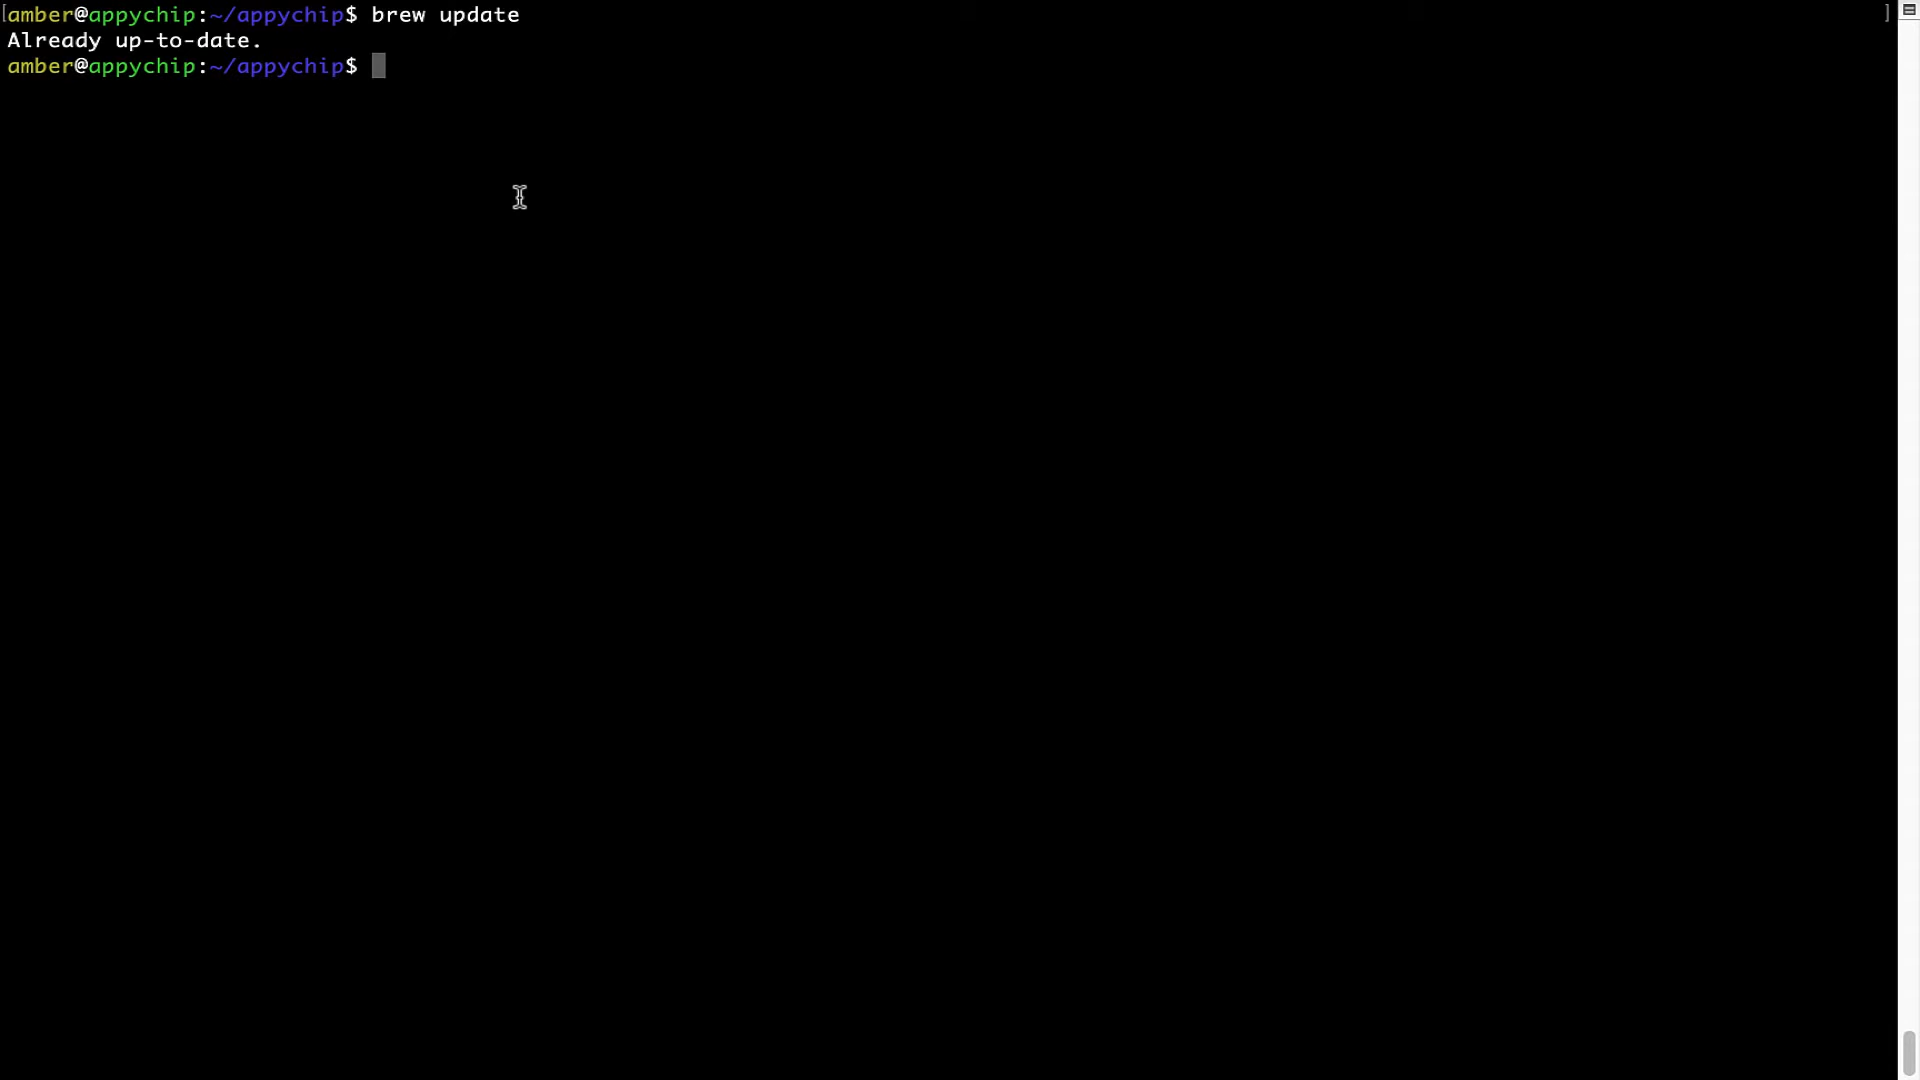 [amber@appychip:~/appychip$ brew update ]
Already up-to-date.
amber@appychip:~/appychip$